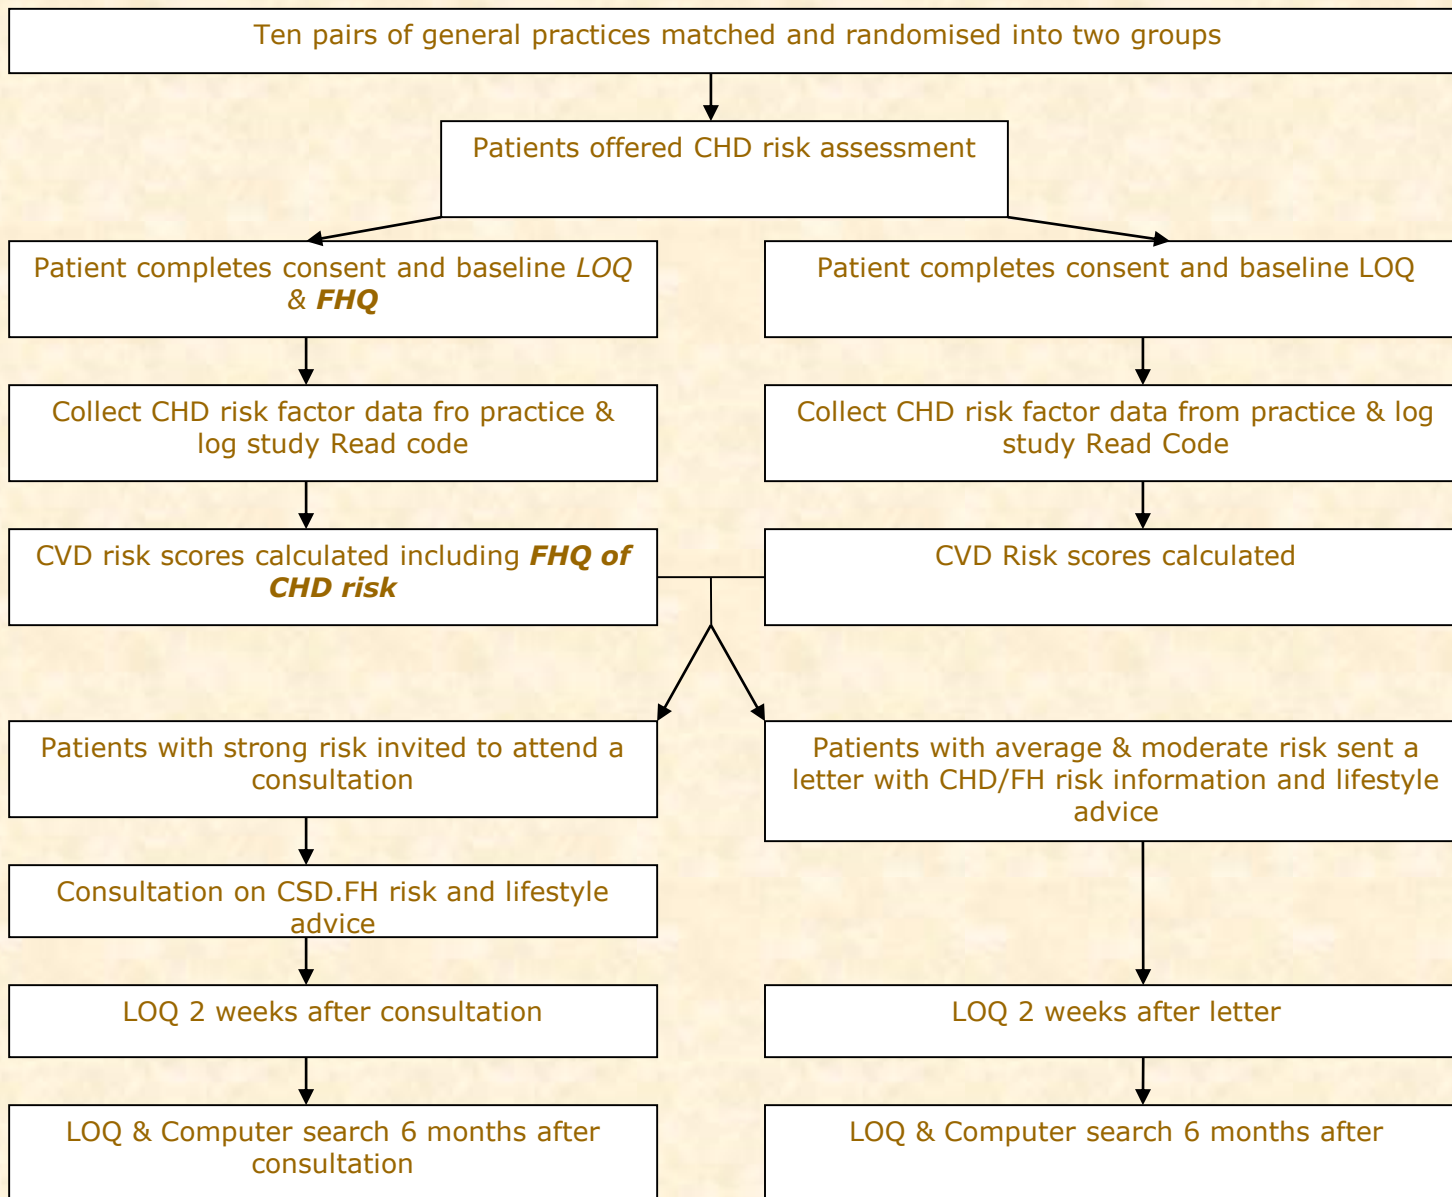 Ten pairs of general practices matched and randomised into two groups
Patients offered CHD risk assessment
Patient completes consent and baseline LOQ
& FHQ
Patient completes consent and baseline LOQ
Collect CHD risk factor data fro practice &
log study Read code
Collect CHD risk factor data from practice & log
study Read Code
CVD risk scores calculated including FHQ of
CHD risk
CVD Risk scores calculated
Patients with strong risk invited to attend a
consultation
Patients with average & moderate risk sent a
letter with CHD/FH risk information and lifestyle
advice
Consultation on CSD.FH risk and lifestyle
advice
LOQ 2 weeks after consultation
LOQ 2 weeks after letter
LOQ & Computer search 6 months after
consultation
LOQ & Computer search 6 months after